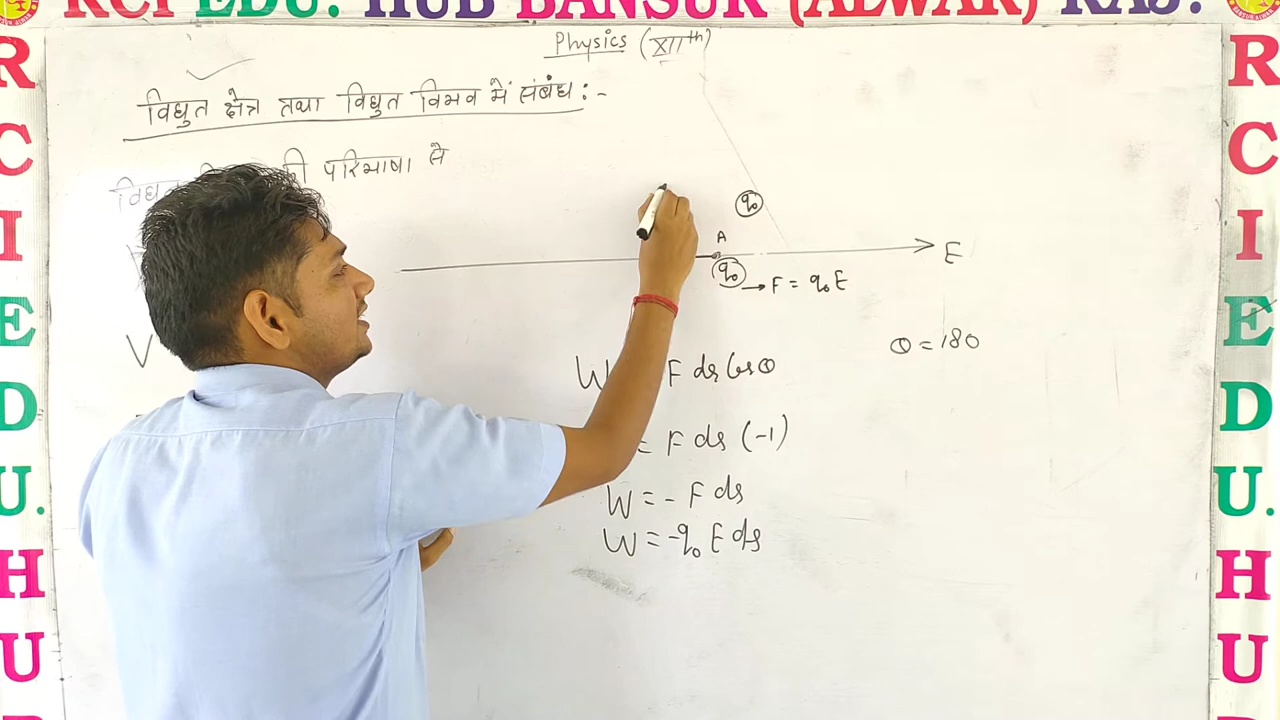 RCI EDU. HUB BANSUR (ALWAR) RAJ.
Physics (XIIth)
विद्युत क्षेत्र तथा विद्युत विभव में संबंध :-
की परिभाषा से
q₀
A
E
q₀ → F = q₀E
V
θ = 180
W F ds Cosθ
= F ds (-1)
W = - F ds
W = -q₀ E ds
R C I E D U. H U
R C I E D U. H U